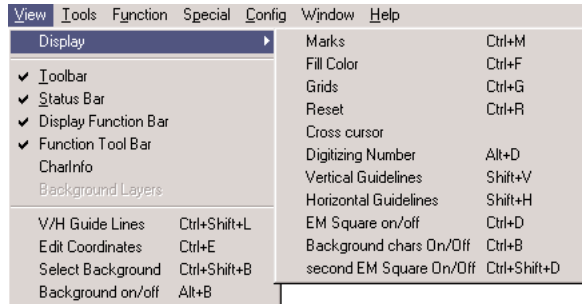 View Tools Function Special Config Window Help
Display
Toolbar
Status Bar
Display Function Bar
Function Tool Bar
CharInfo
Background Layers
V/H Guide Lines Ctrl+Shift+L
Edit Coordinates Ctrl+E
Select Background Ctrl+Shift+B
Background on/off Alt+B
Marks Ctrl+M
Fill Color Ctrl+F
Grids Ctrl+G
Reset Ctrl+R
Cross cursor
Digitizing Number Alt+D
Vertical Guidelines Shift+V
Horizontal Guidelines Shift+H
EM Square on/off Ctrl+D
Background chars On/Off Ctrl+B
second EM Square On/Off Ctrl+Shift+D